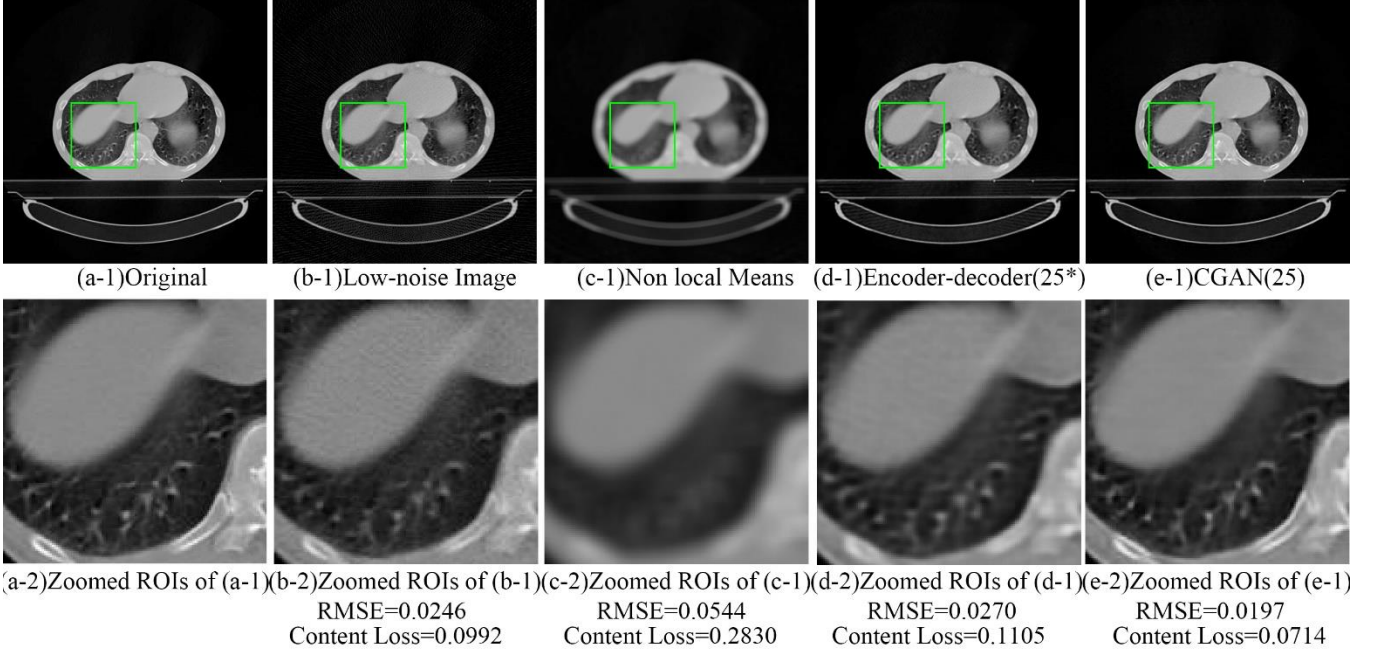 (a-1)Original (b-1)Low-noise Image (c-1)Non local Means (d-1)Encoder-decoder(25*) (e-1)CGAN(25)
(a-2)Zoomed ROIs of (a-1)(b-2)Zoomed ROIs of (b-1)(c-2)Zoomed ROIs of (c-1)(d-2)Zoomed ROIs of (d-1)(e-2)Zoomed ROIs of (e-1)
RMSE=0.0246 RMSE=0.0544 RMSE=0.0270 RMSE=0.0197
Content Loss=0.0992 Content Loss=0.2830 Content Loss=0.1105 Content Loss=0.0714